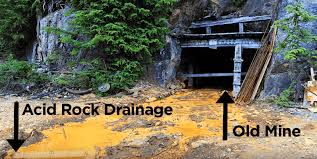 Acid Rock Drainage
Old Mine